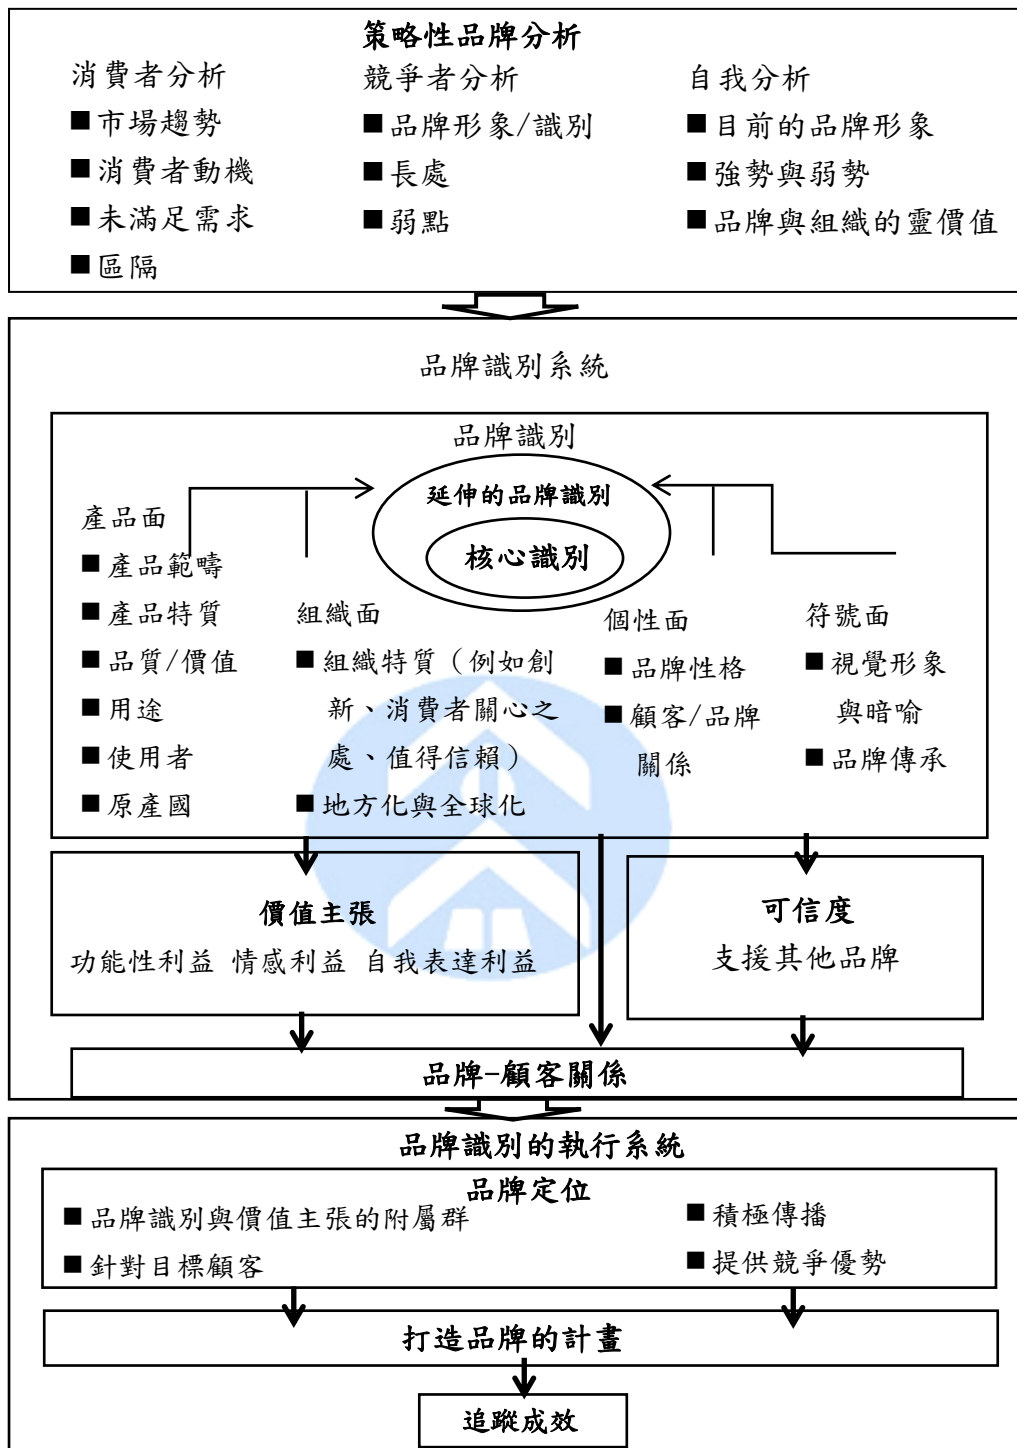 策略性品牌分析
消費者分析
■市場趨勢
■消費者動機
■未滿足需求
■區隔
競爭者分析
■品牌形象/識別
■長處
■弱點
自我分析
■目前的品牌形象
■強勢與弱勢
■品牌與組織的靈價值
品牌識別系統
品牌識別
延伸的品牌識別
核心識別
產品面
■產品範疇
■產品特質
■品質/價值
■用途
■使用者
■原產國
組織面
■組織特質（例如創
新、消費者關心之
處、值得信賴）
■地方化與全球化
個性面
■品牌性格
■顧客/品牌
關係
符號面
■視覺形象
與暗喻
■品牌傳承
價值主張
功能性利益 情感利益 自我表達利益
可信度
支援其他品牌
品牌-顧客關係
品牌識別的執行系統
品牌定位
■品牌識別與價值主張的附屬群
■針對目標顧客
■積極傳播
■提供競爭優勢
打造品牌的計畫
追蹤成效